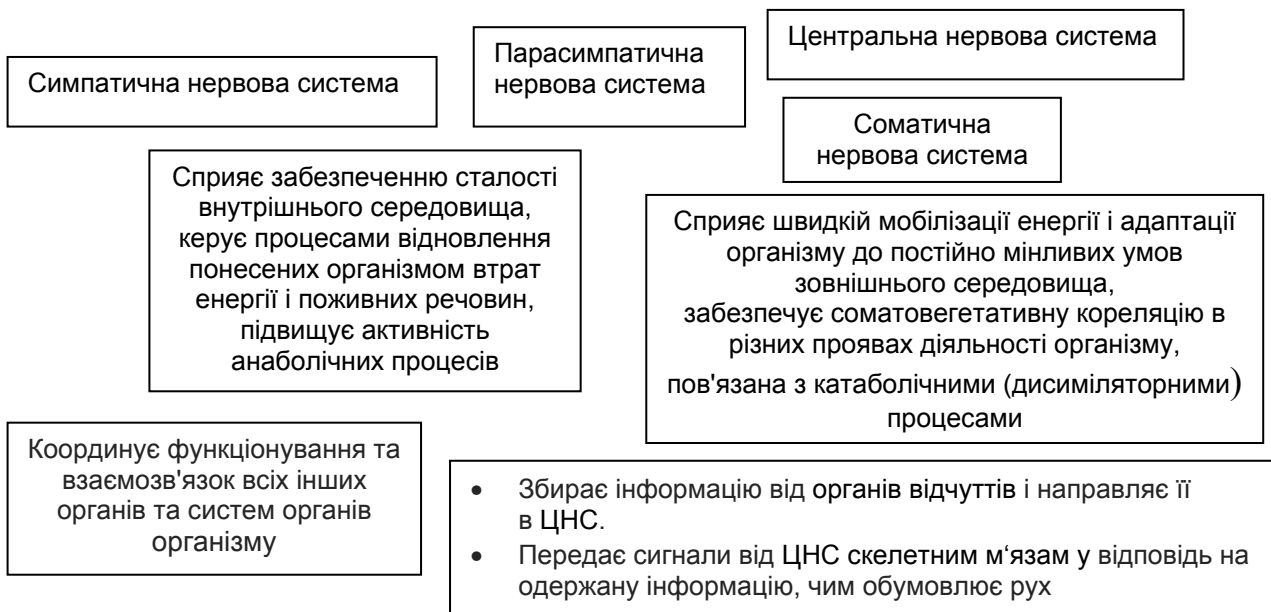 Симпатична нервова система
Парасимпатична
нервова система
Центральна нервова система
Соматична
нервова система
Сприяє забезпеченню сталості
внутрішнього середовища,
керує процесами відновлення
понесених організмом втрат
енергії і поживних речовин,
підвищує активність
анаболічних процесів
Сприяє швидкій мобілізації енергії і адаптації
організму до постійно мінливих умов
зовнішнього середовища,
забезпечує соматовегетативну кореляцію в
різних проявах діяльності організму,
пов'язана з катаболічними (дисиміляторними)
процесами
Координує функціонування та
взаємозв'язок всіх інших
органів та систем органів
організму
• Збирає інформацію від органів відчуттів і направляє її
в ЦНС.
• Передає сигнали від ЦНС скелетним м‘язам у відповідь на
одержану інформацію, чим обумовлює рух